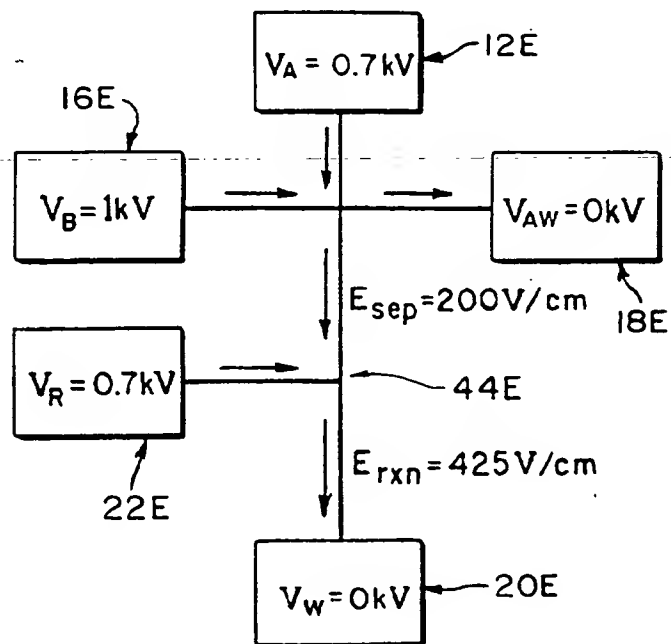 12E
V_A = 0.7kV
16E
V_B = 1kV
V_AW = 0kV
18E
E_sep = 200V/cm
V_R = 0.7kV
44E
22E
E_rxn = 425V/cm
V_W = 0kV
20E